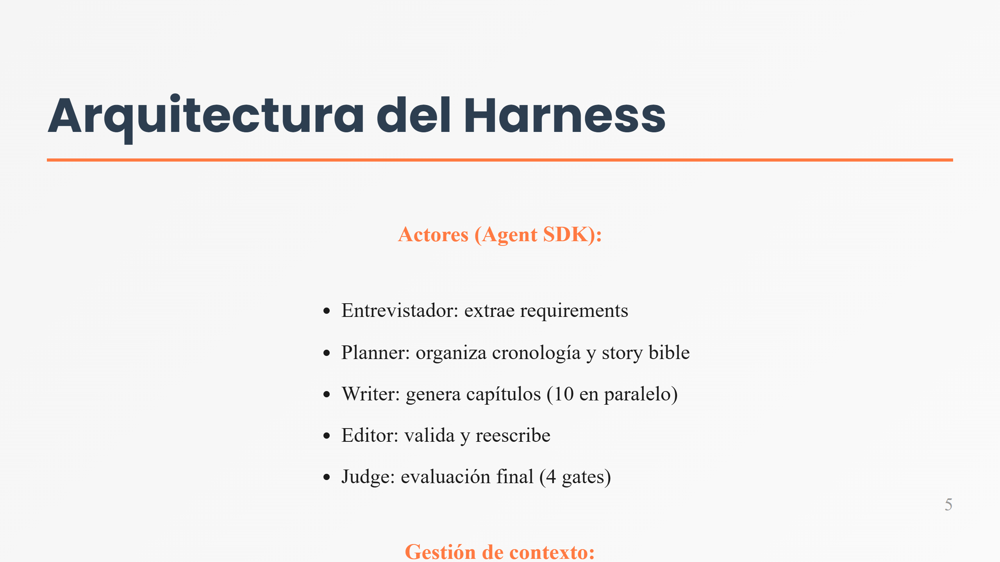 Arquitectura del Harness
Actores (Agent SDK):
• Entrevistador: extrae requirements
• Planner: organiza cronología y story bible
• Writer: genera capítulos (10 en paralelo)
• Editor: valida y reescribe
• Judge: evaluación final (4 gates)
5
Gestión de contexto: